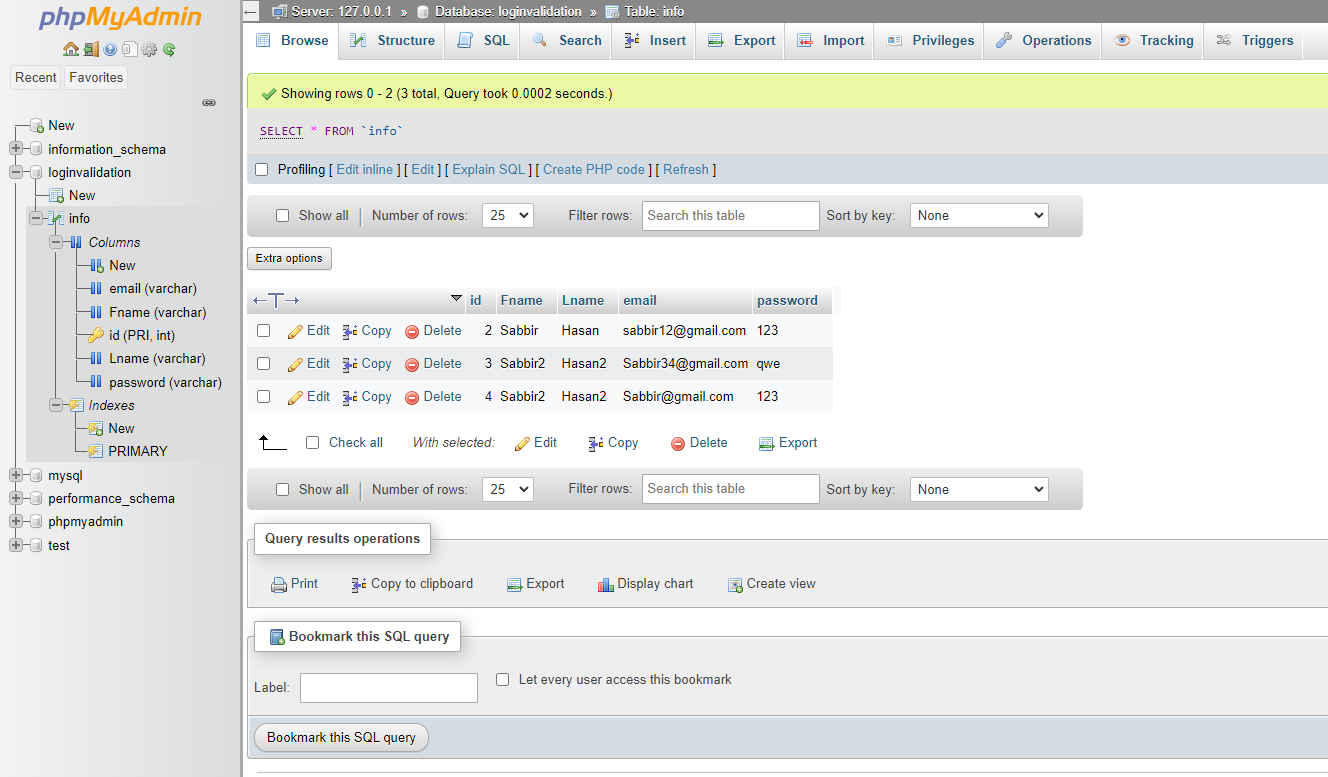 phpMyAdmin
Recent Favorites
New
information_schema
loginvalidation
New
info
Columns
New
email (varchar)
Fname (varchar)
id (PRI, int)
Lname (varchar)
password (varchar)
Indexes
New
PRIMARY
mysql
performance_schema
phpmyadmin
test
Server: 127.0.0.1 » Database: loginvalidation » Table: info
Browse Structure SQL Search Insert Export Import Privileges Operations Tracking Triggers
Showing rows 0 - 2 (3 total, Query took 0.0002 seconds.)
SELECT * FROM `info`
Profiling [ Edit inline ] [ Edit ] [ Explain SQL ] [ Create PHP code ] [ Refresh ]
Show all Number of rows: 25 Filter rows: Search this table Sort by key: None
Extra options
←T→ id Fname Lname email password
Edit Copy Delete 2 Sabbir Hasan sabbir12@gmail.com 123
Edit Copy Delete 3 Sabbir2 Hasan2 Sabbir34@gmail.com qwe
Edit Copy Delete 4 Sabbir2 Hasan2 Sabbir@gmail.com 123
Check all With selected: Edit Copy Delete Export
Show all Number of rows: 25 Filter rows: Search this table Sort by key: None
Query results operations
Print Copy to clipboard Export Display chart Create view
Bookmark this SQL query
Label: Let every user access this bookmark
Bookmark this SQL query